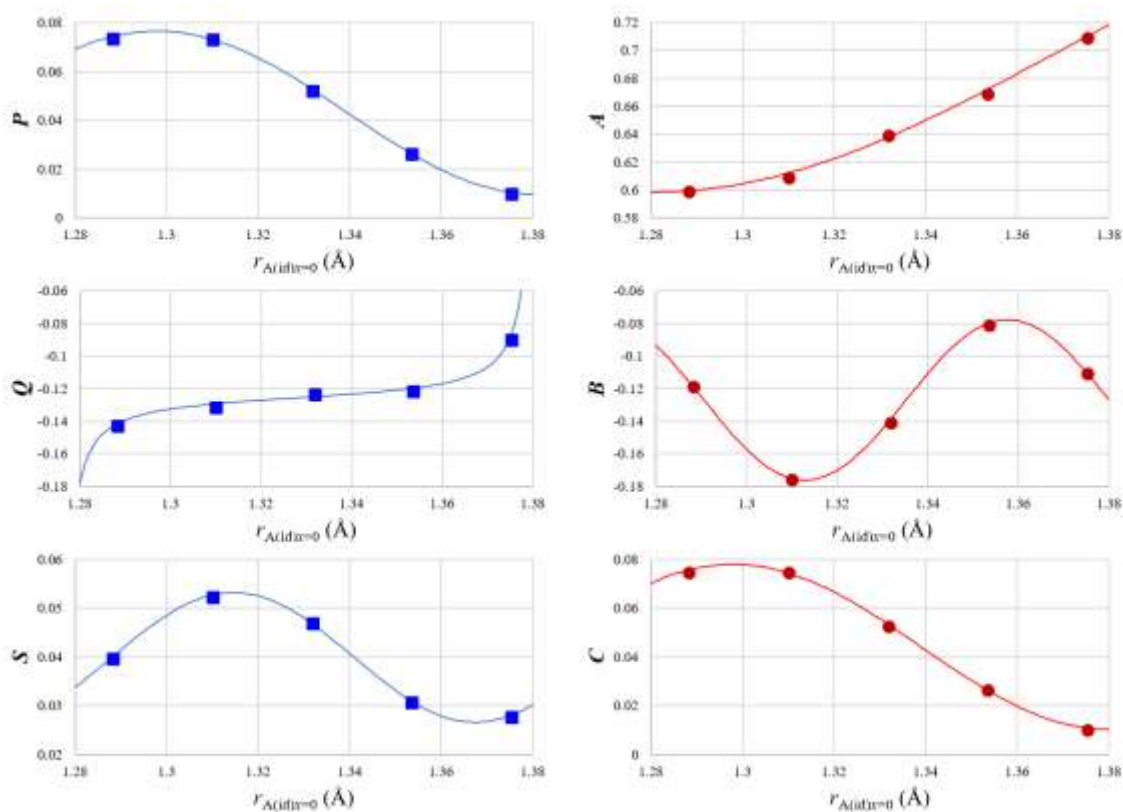 0.08
0.06
0.04
0.02
0
P
1.28 1.3 1.32 1.34 1.36 1.38
rA(id)x=0 (Å)
0.72
0.7
0.68
0.66
0.64
0.62
0.6
0.58
A
1.28 1.3 1.32 1.34 1.36 1.38
rA(id)x=0 (Å)
-0.06
-0.08
-0.1
-0.12
-0.14
-0.16
-0.18
Q
1.28 1.3 1.32 1.34 1.36 1.38
rA(id)x=0 (Å)
-0.06
-0.08
-0.1
-0.12
-0.14
-0.16
-0.18
B
1.28 1.3 1.32 1.34 1.36 1.38
rA(id)x=0 (Å)
0.06
0.05
0.04
0.03
0.02
S
1.28 1.3 1.32 1.34 1.36 1.38
rA(id)x=0 (Å)
0.08
0.06
0.04
0.02
0
C
1.28 1.3 1.32 1.34 1.36 1.38
rA(id)x=0 (Å)